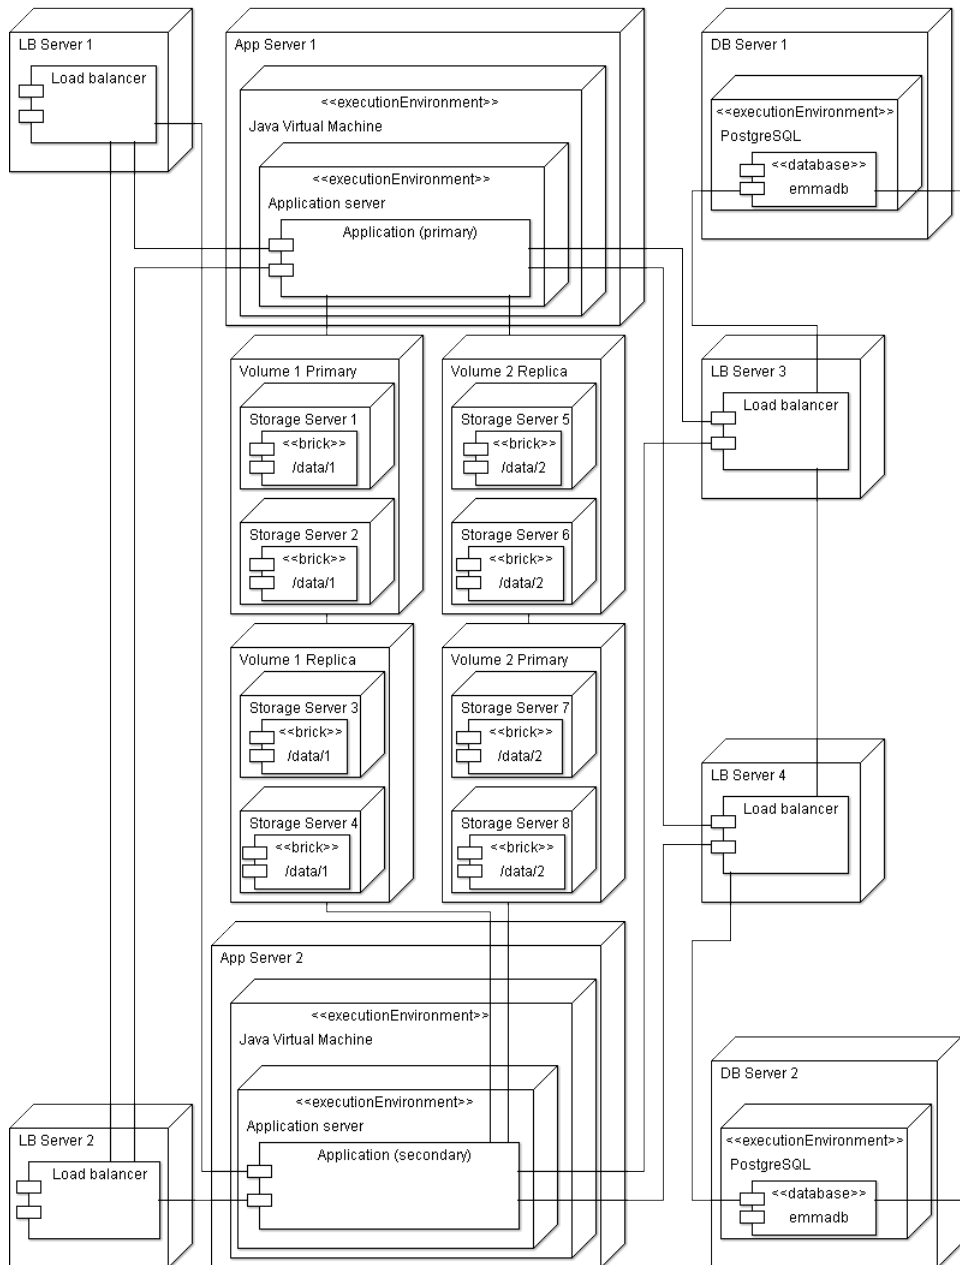 LB Server 1
Load balancer
App Server 1
<<executionEnvironment>>
Java Virtual Machine
<<executionEnvironment>>
Application server
Application (primary)
DB Server 1
<<executionEnvironment>>
PostgreSQL
<<database>>
emmadb
Volume 1 Primary
Storage Server 1
<<brick>>
/data/1
Storage Server 2
<<brick>>
/data/1
Volume 2 Replica
Storage Server 5
<<brick>>
/data/2
Storage Server 6
<<brick>>
/data/2
LB Server 3
Load balancer
Volume 1 Replica
Storage Server 3
<<brick>>
/data/1
Storage Server 4
<<brick>>
/data/1
Volume 2 Primary
Storage Server 7
<<brick>>
/data/2
Storage Server 8
<<brick>>
/data/2
LB Server 4
Load balancer
App Server 2
<<executionEnvironment>>
Java Virtual Machine
<<executionEnvironment>>
Application server
Application (secondary)
LB Server 2
Load balancer
DB Server 2
<<executionEnvironment>>
PostgreSQL
<<database>>
emmadb